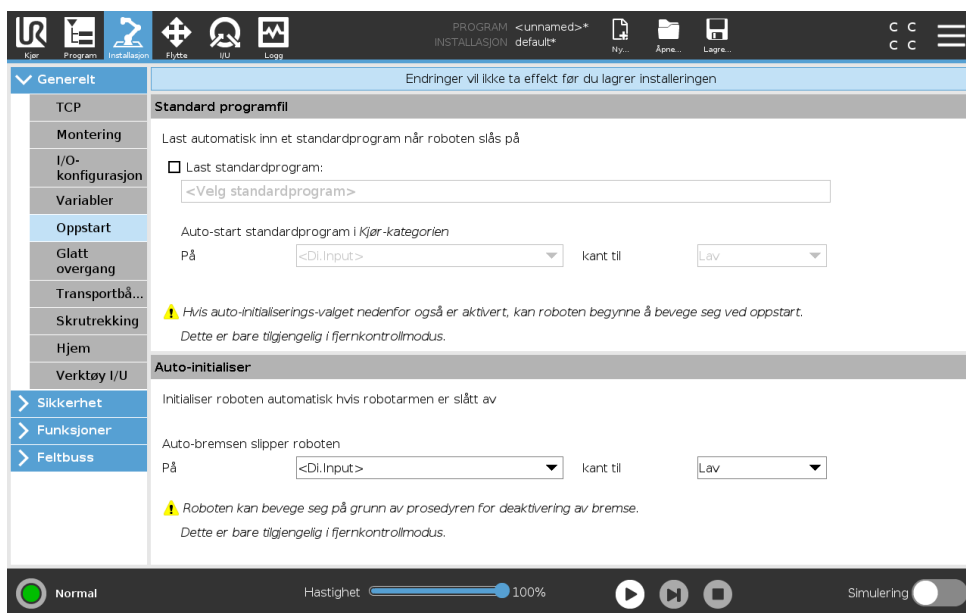 UR
PROGRAM <unnamed>*
INSTALLASJON default*
Kjør
Program
Installasjon
Flytte
I/U
Logg
Ny...
Åpne...
Lagre...
C C
C C
Generelt
TCP
Montering
I/O-
konfigurasjon
Variabler
Oppstart
Glatt
overgang
Transportbå...
Skrutrekking
Hjem
Verktøy I/U
Sikkerhet
Funksjoner
Feltbuss
Endringer vil ikke ta effekt før du lagrer installeringen
Standard programfil
Last automatisk inn et standardprogram når roboten slås på
Last standardprogram:
<Velg standardprogram>
Auto-start standardprogram i Kjør-kategorien
På <Di.Input> kant til Lav
Hvis auto-initialiserings-valget nedenfor også er aktivert, kan roboten begynne å bevege seg ved oppstart.
Dette er bare tilgjengelig i fjernkontrollmodus.
Auto-initialiser
Initialiser roboten automatisk hvis robotarmen er slått av
Auto-bremsen slipper roboten
På <Di.Input> kant til Lav
Roboten kan bevege seg på grunn av prosedyren for deaktivering av bremse.
Dette er bare tilgjengelig i fjernkontrollmodus.
Normal
Hastighet 100%
Simulering